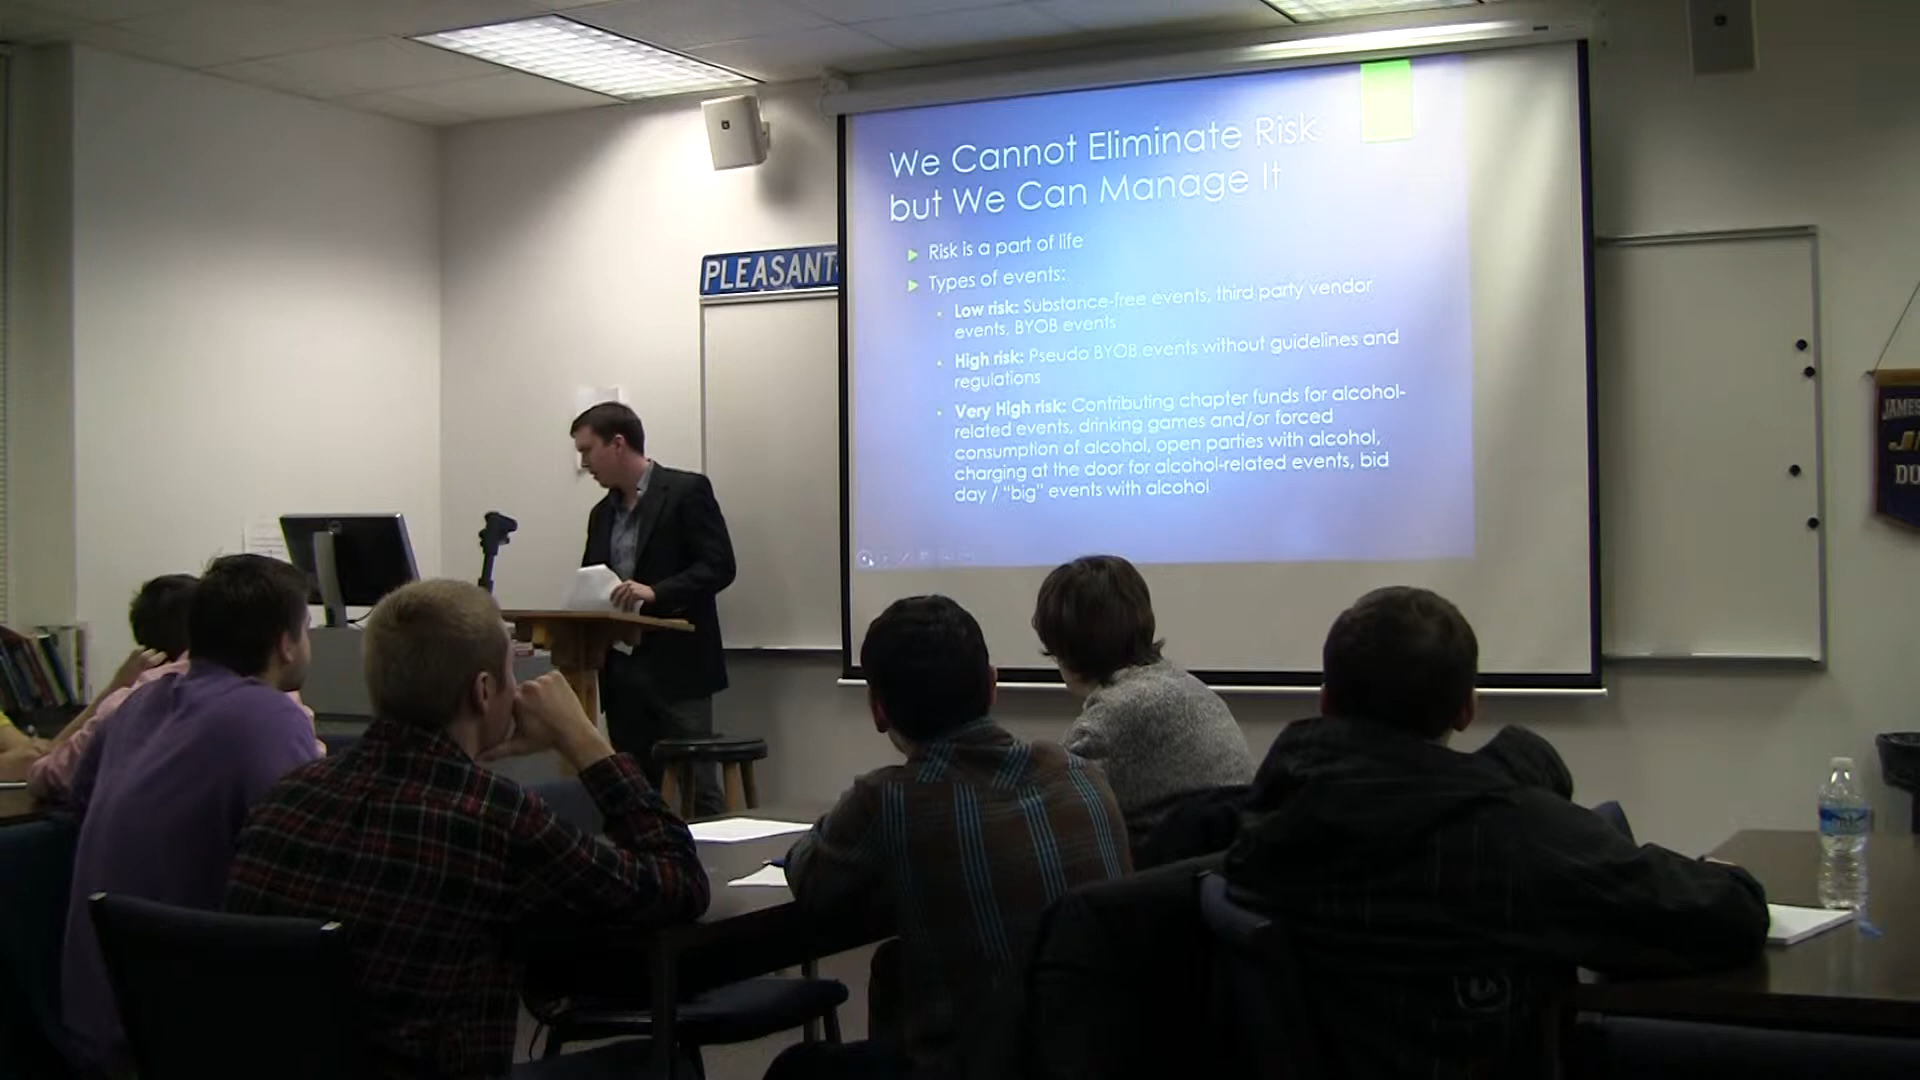 We Cannot Eliminate Risk
but We Can Manage It
Risk is a part of life
Types of events:
Low risk: Substance-free events, third party vendor
events, BYOB events
High risk: Pseudo BYOB events without guidelines and
regulations
Very High risk: Contributing chapter funds for alcohol-
related events, drinking games and/or forced
consumption of alcohol, open parties with alcohol,
charging at the door for alcohol-related events, bid
day / "big" events with alcohol
PLEASANT
JAMES
DU